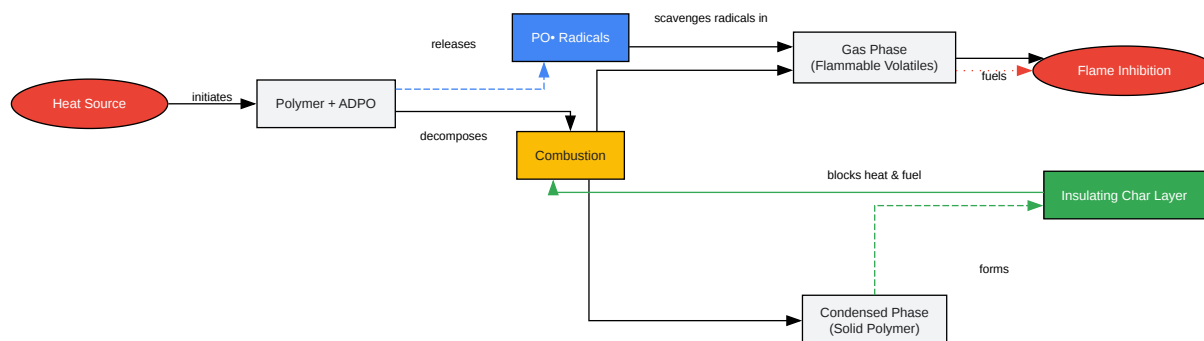 scavenges radicals in
PO• Radicals
releases
Gas Phase
(Flammable Volatiles)
fuels
Flame Inhibition
Heat Source
initiates
Polymer + ADPO
decomposes
Combustion
blocks heat & fuel
Insulating Char Layer
forms
Condensed Phase
(Solid Polymer)